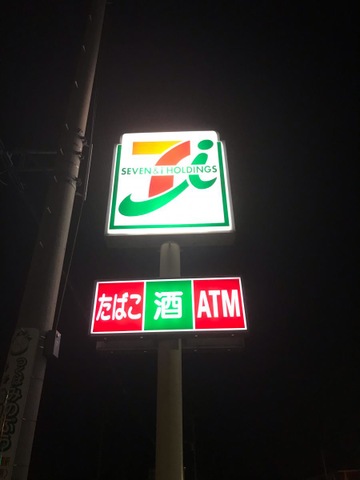 7i
SEVEN & i HOLDINGS
たばこ 酒 ATM